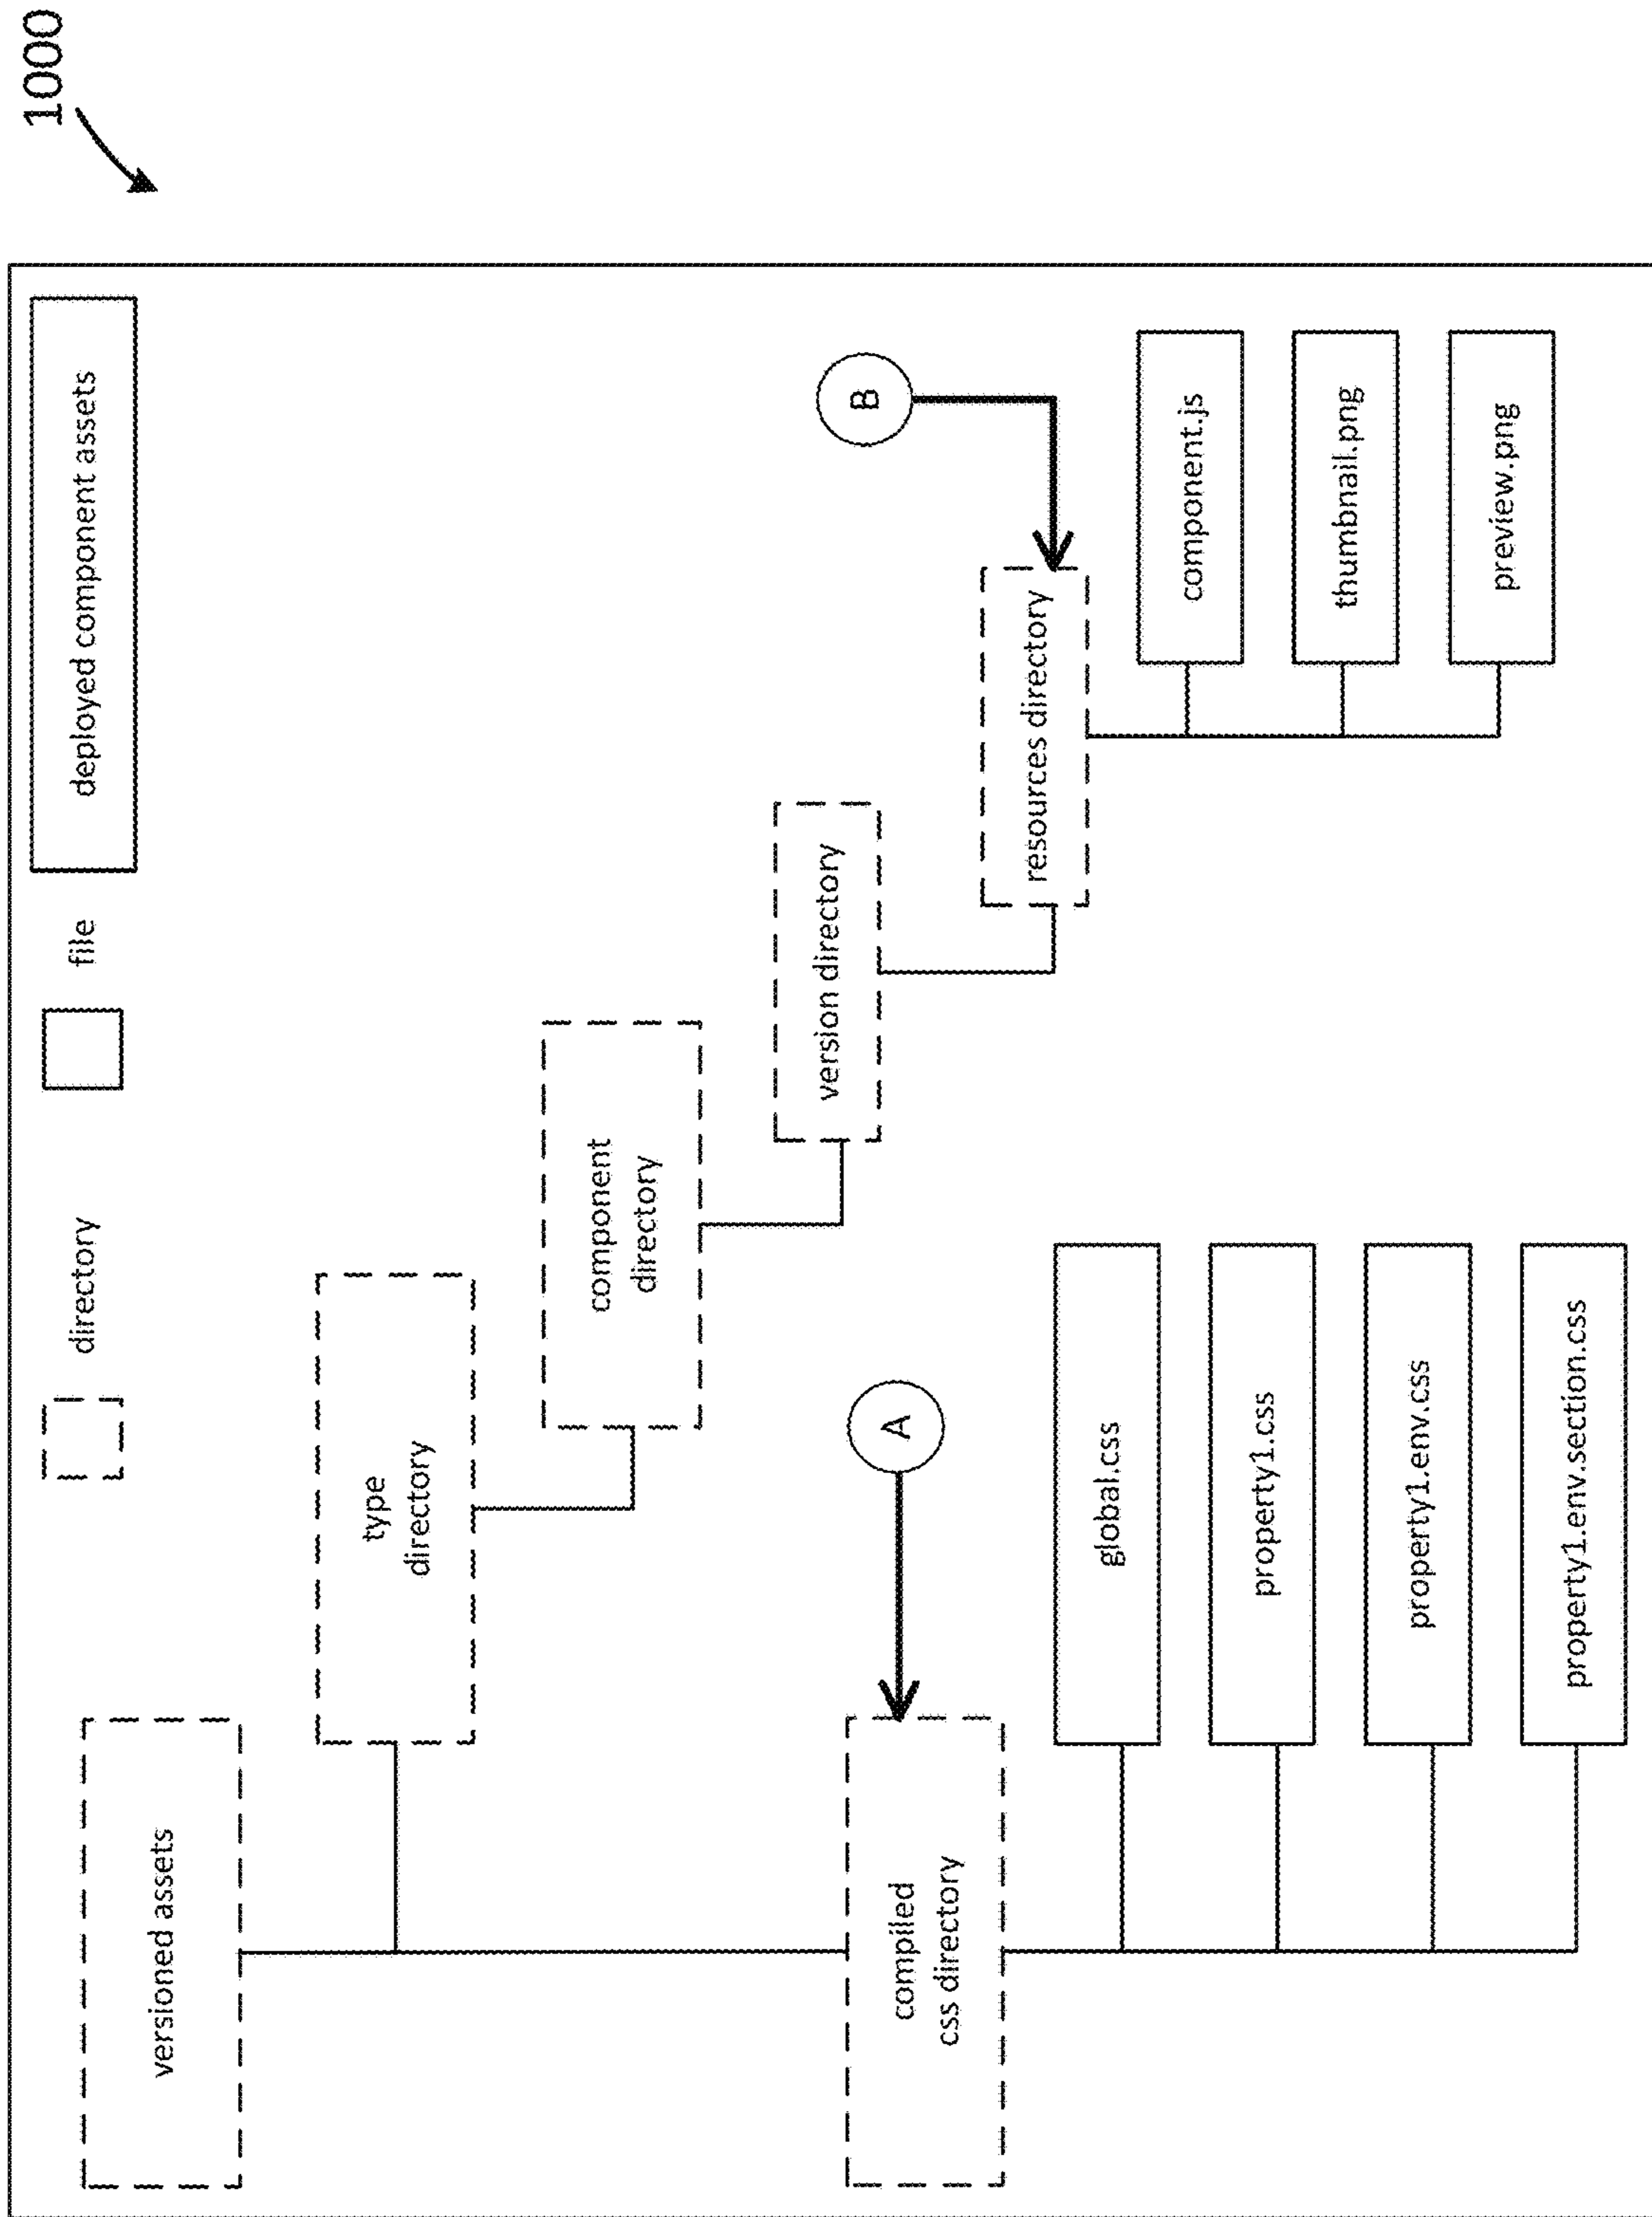 1000
directory
file
deployed component assets
versioned assets
type
directory
component
directory
version directory
B
resources directory
component.js
thumbnail.png
preview.png
A
compiled
css directory
global.css
property1.css
property1.env.css
property1.env.section.css